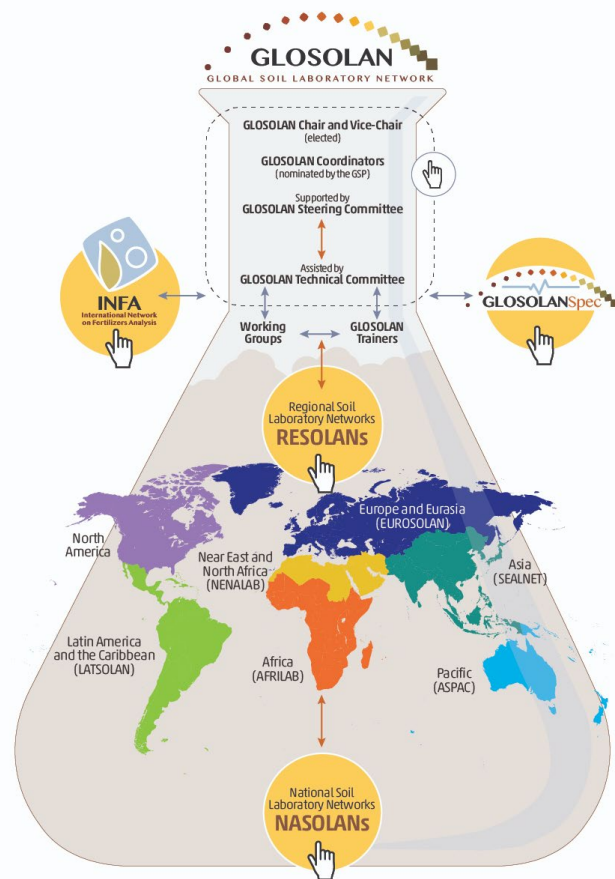 GLOSOLAN
GLOBAL SOIL LABORATORY NETWORK
GLOSOLAN Chair and Vice-Chair
(elected)
GLOSOLAN Coordinators
(nominated by the GSP)
Supported by
GLOSOLAN Steering Committee
Assisted by
GLOSOLAN Technical Committee
INFA
International Network
on Fertilizers Analysis
GLOSOLANSpec
Working
Groups
GLOSOLAN
Trainers
Regional Soil
Laboratory Networks
RESOLANs
North
America
Europe and Eurasia
(EUROSOLAN)
Near East and
North Africa
(NENALAB)
Asia
(SEALNET)
Latin America
and the Caribbean
(LATSOLAN)
Africa
(AFRILAB)
Pacific
(ASPAC)
National Soil
Laboratory Networks
NASOLANs